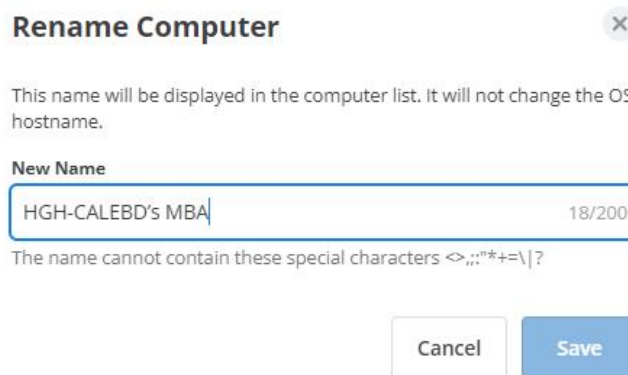 Rename Computer
This name will be displayed in the computer list. It will not change the OS
hostname.
New Name
HGH-CALEBD’s MBA 18/200
The name cannot contain these special characters <>,;:"*+=\|?
Cancel Save